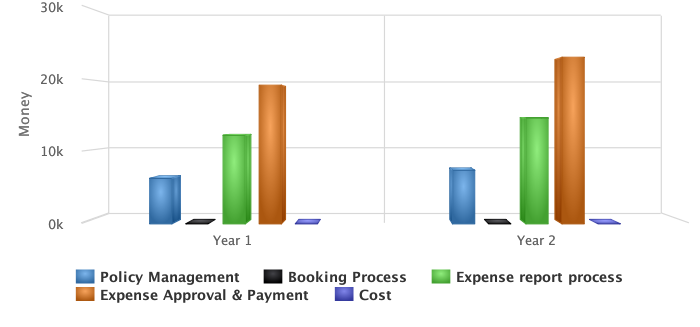 30k
20k
10k
0k
Money
Year 1
Year 2
Policy Management
Booking Process
Expense report process
Expense Approval & Payment
Cost